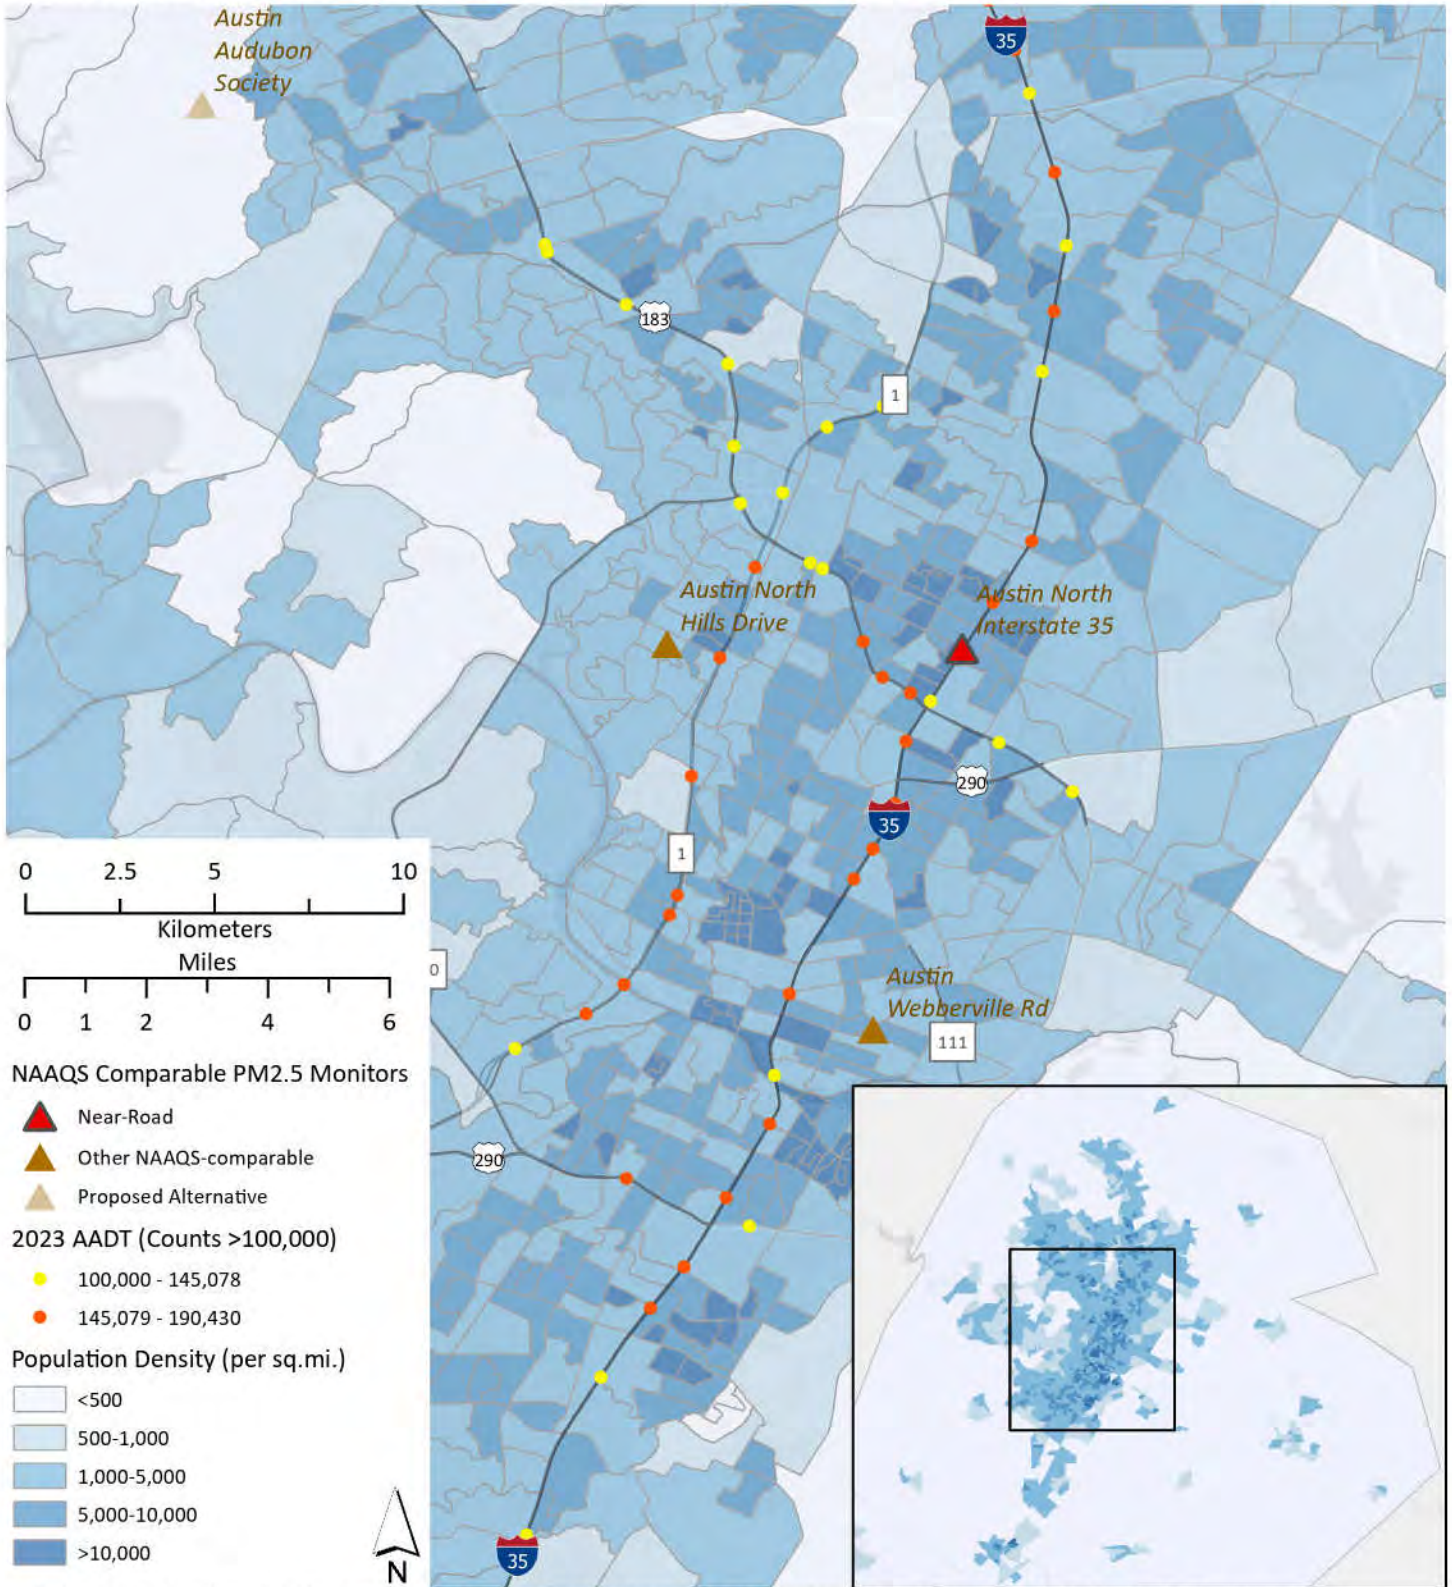 Austin
Audubon
Society
35
183
1
Austin North
Hills Drive
Austin North
Interstate 35
290
35
1
0
Austin
Webberville Rd
111
290
35
0 2.5 5 10
Kilometers
Miles
0 1 2 4 6
NAAQS Comparable PM2.5 Monitors
Near-Road
Other NAAQS-comparable
Proposed Alternative
2023 AADT (Counts >100,000)
100,000 - 145,078
145,079 - 190,430
Population Density (per sq.mi.)
<500
500-1,000
1,000-5,000
5,000-10,000
>10,000
N